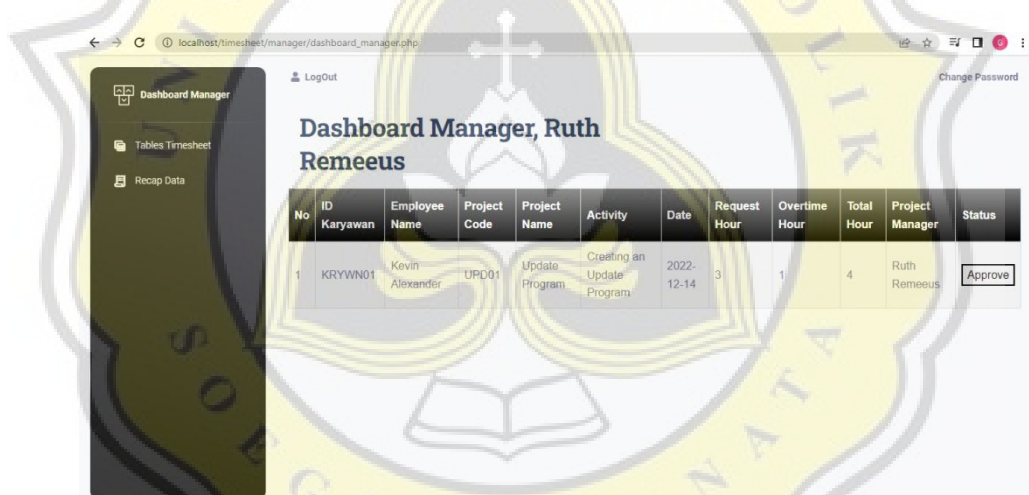 localhost/timesheet/manager/dashboard_manager.php
G
Dashboard Manager
Tables Timesheet
Recap Data
LogOut
Change Password
Dashboard Manager, Ruth
Remeeus
No ID Karyawan Employee Name Project Code Project Name Activity Date Request Hour Overtime Hour Total Hour Project Manager Status
1 KRYWN01 Kevin Alexander UPD01 Update Program Creating an Update Program 2022-12-14 3 1 4 Ruth Remeeus Approve